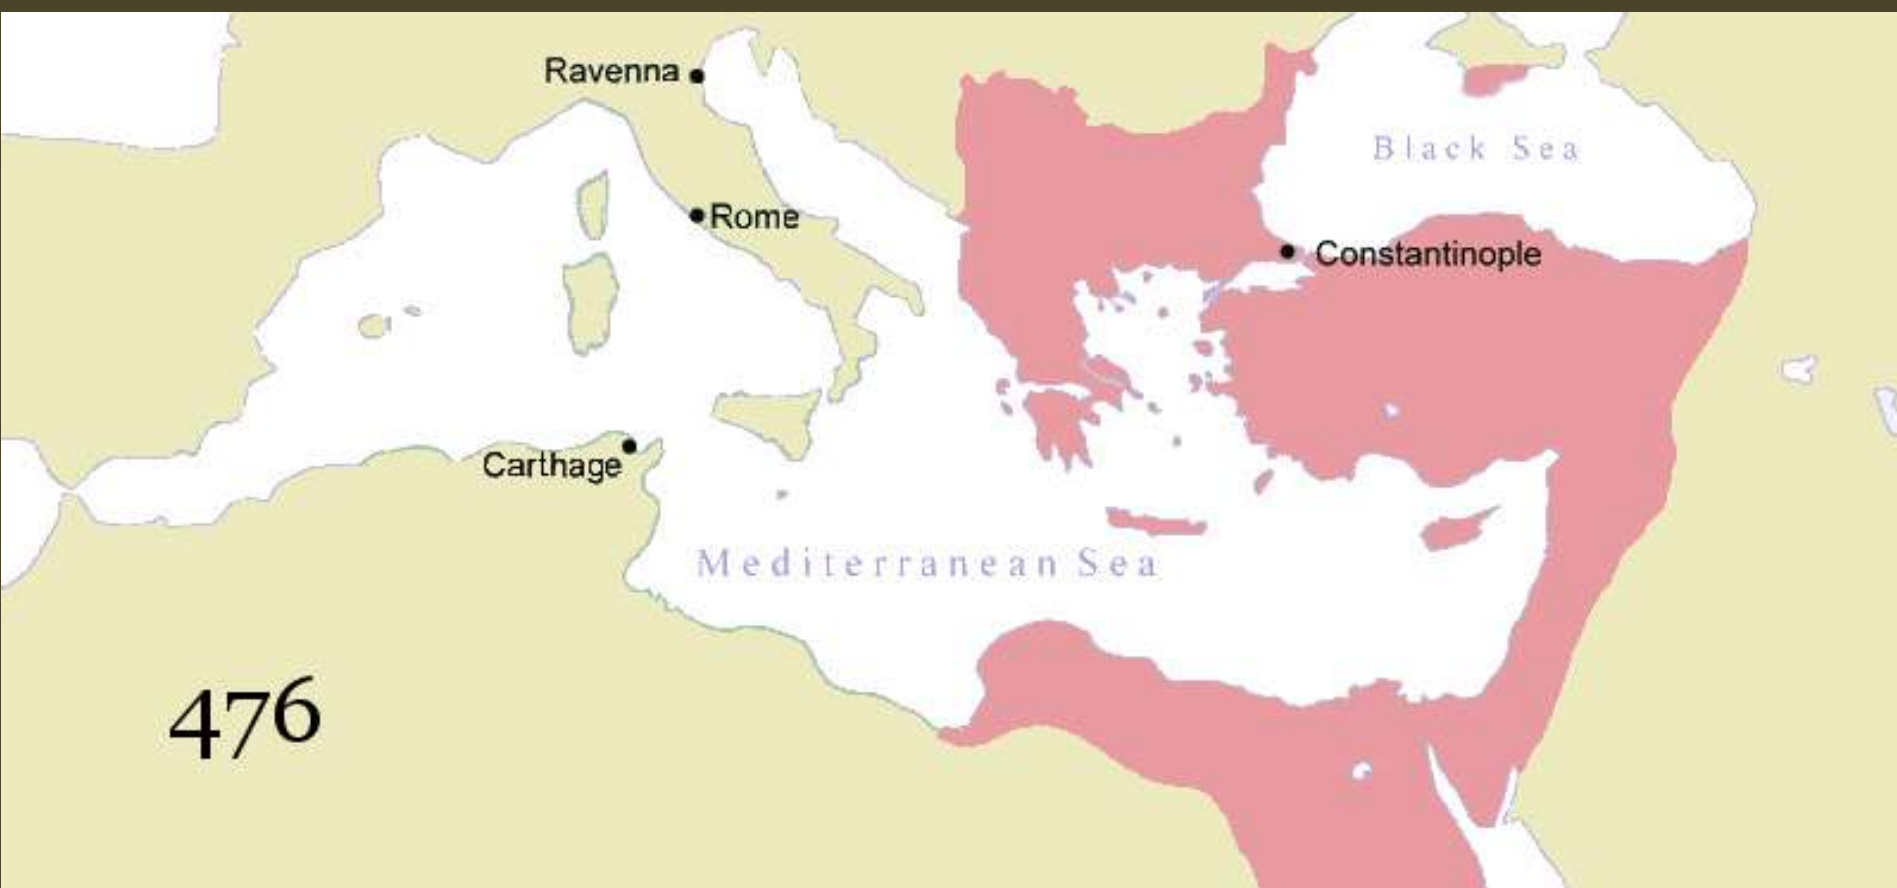 Ravenna
Black Sea
Rome
Constantinople
Carthage
Mediterranean Sea
476